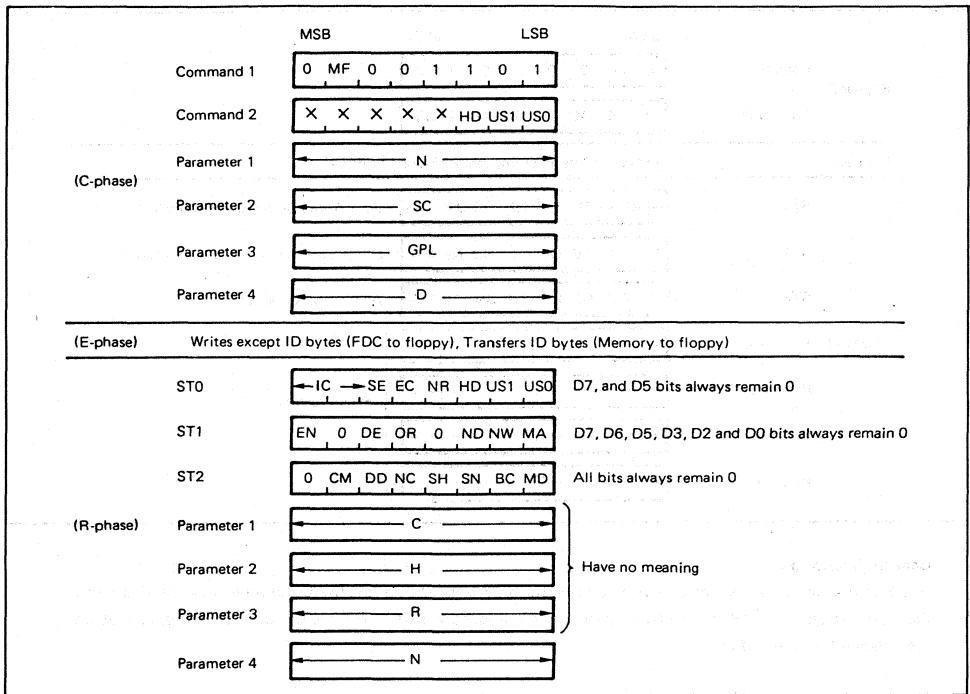 MSB LSB
Command 1 0 MF 0 0 1 1 0 1
Command 2 × × × × × HD US1 US0
Parameter 1 N
(C-phase)
Parameter 2 SC
Parameter 3 GPL
Parameter 4 D
(E-phase) Writes except ID bytes (FDC to floppy), Transfers ID bytes (Memory to floppy)
ST0 IC SE EC NR HD US1 US0 D7, and D5 bits always remain 0
ST1 EN 0 DE OR 0 ND NW MA D7, D6, D5, D3, D2 and D0 bits always remain 0
ST2 0 CM DD NC SH SN BC MD All bits always remain 0
(R-phase) Parameter 1 C
Parameter 2 H Have no meaning
Parameter 3 R
Parameter 4 N